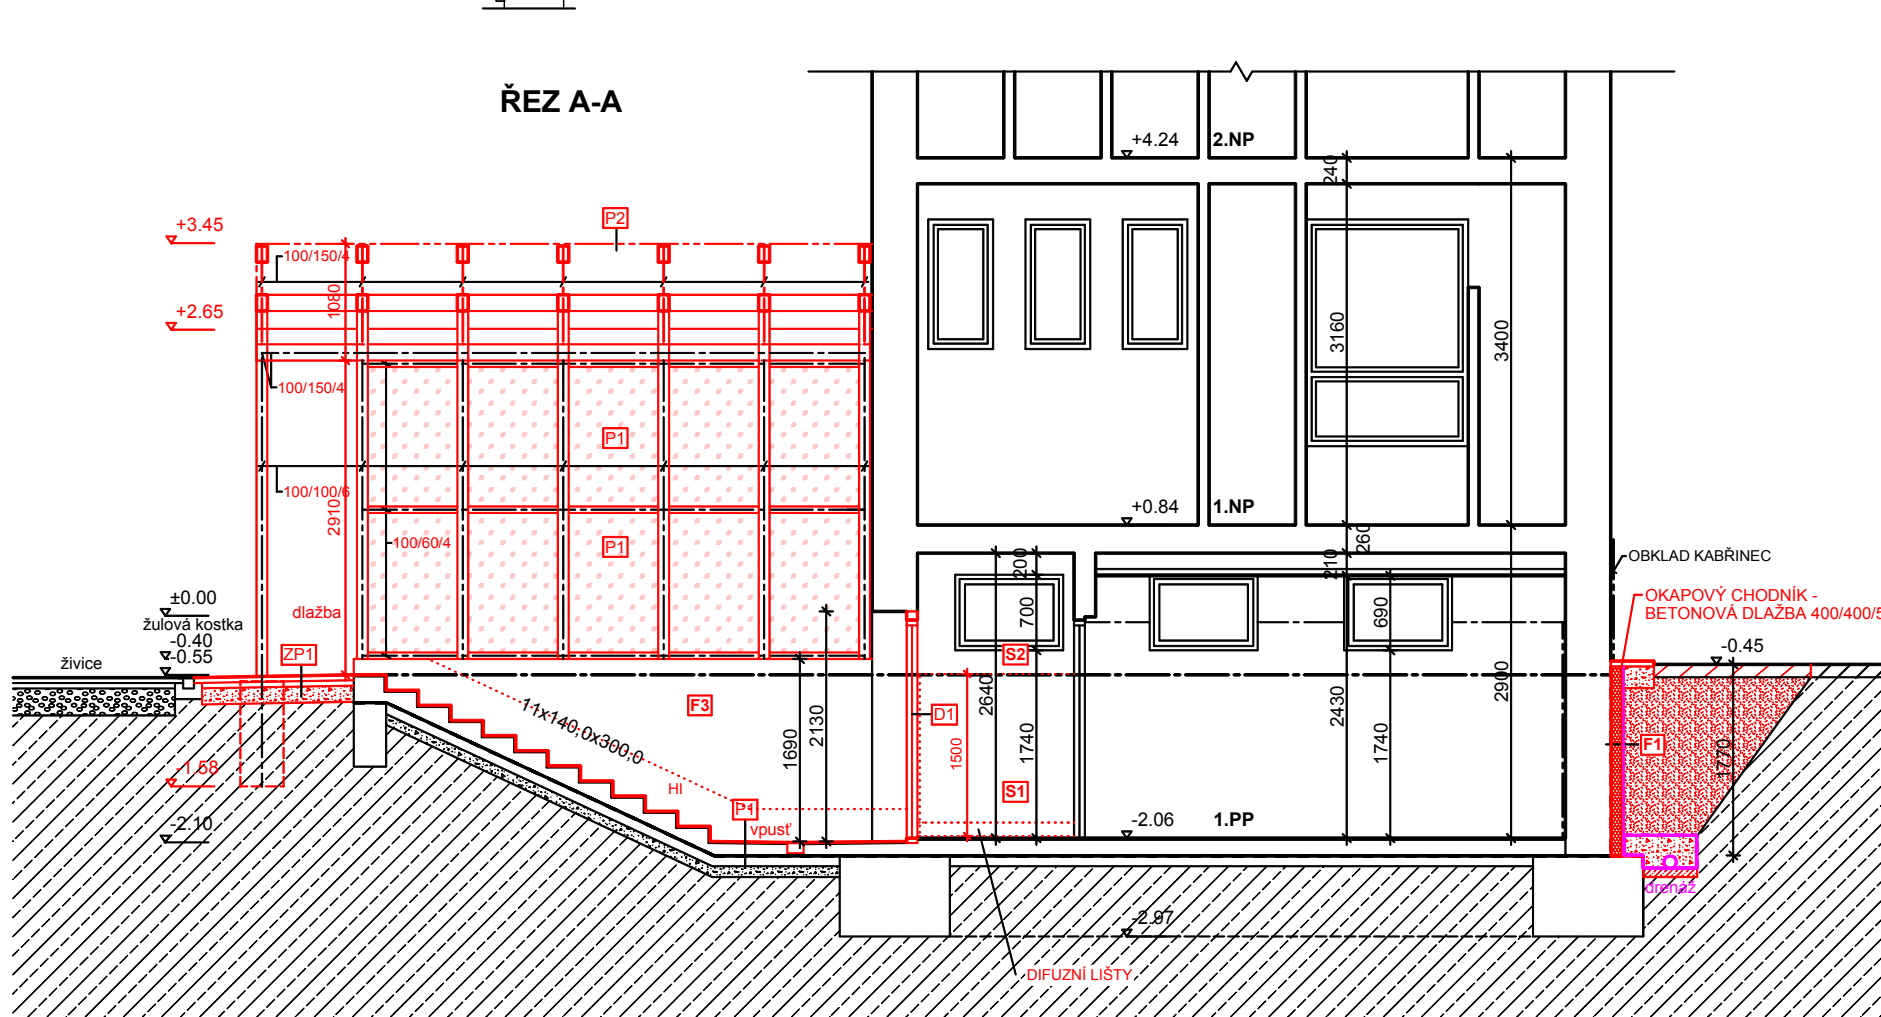 ŘEZ A-A
+4.24 2.NP
240
+3.45
P2
100/150/4
1080
+2.65
3160
3400
100/150/4
P1
100/100/6
2910
+0.84 1.NP
260
210
100/60/4
P1
200
OBKLAD KABŘINEC
±0.00
žulová kostka
-0.40
-0.55
dlažba
700
690
OKAPOVÝ CHODNÍK -
BETONOVÁ DLAŽBA 400/400/5
ZP1
živice
S2
-0.45
2640
2900
F3
11x140,0x300,0
D1
2130
1690
1500
1740
2430
1740
F1
1770
-1.58
HI
P1
vpusť
S1
-2.06 1.PP
-2.10
drenáž
-2.97
DIFUZNÍ LIŠTY